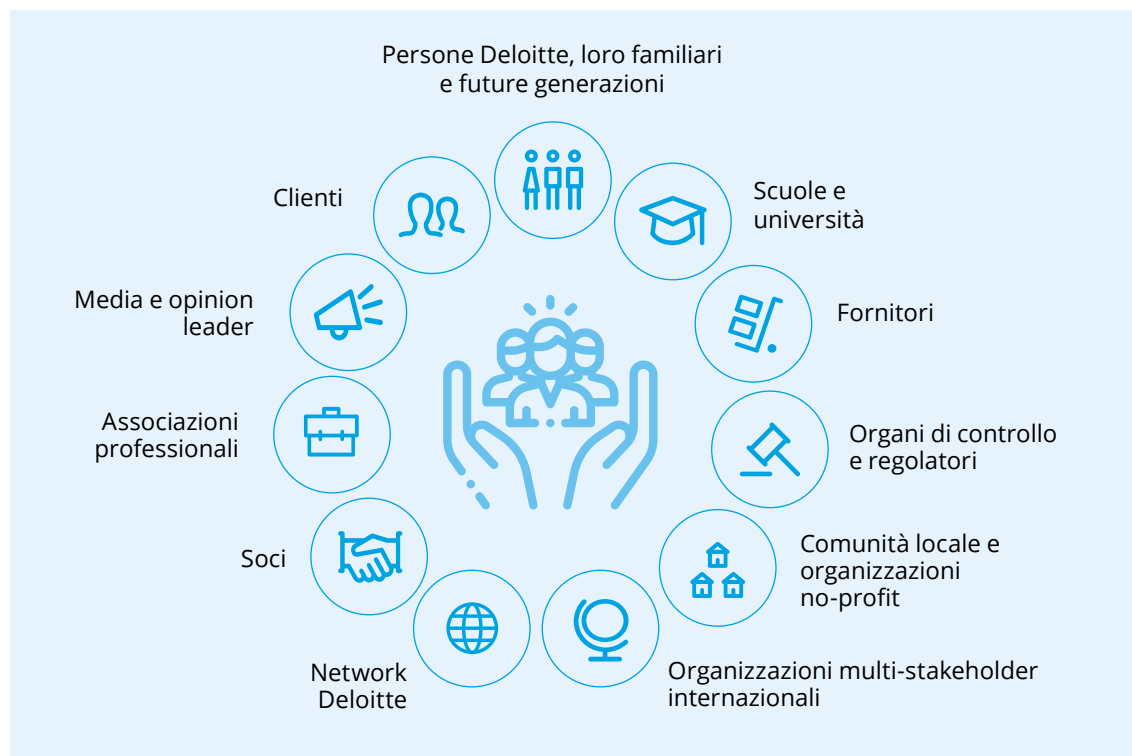 Persone Deloitte, loro familiari
e future generazioni
Scuole e
università
Fornitori
Organi di controllo
e regolatori
Comunità locale e
organizzazioni
no-profit
Organizzazioni multi-stakeholder
internazionali
Network
Deloitte
Soci
Associazioni
professionali
Media e opinion
leader
Clienti